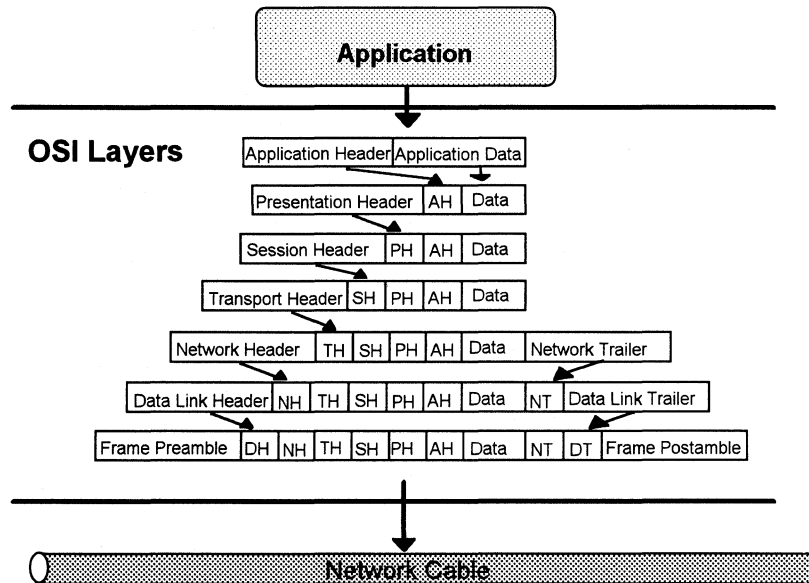 Application
OSI Layers
Application Header Application Data
Presentation Header AH Data
Session Header PH AH Data
Transport Header SH PH AH Data
Network Header TH SH PH AH Data Network Trailer
Data Link Header NH TH SH PH AH Data NT Data Link Trailer
Frame Preamble DH NH TH SH PH AH Data NT DT Frame Postamble
Network Cable